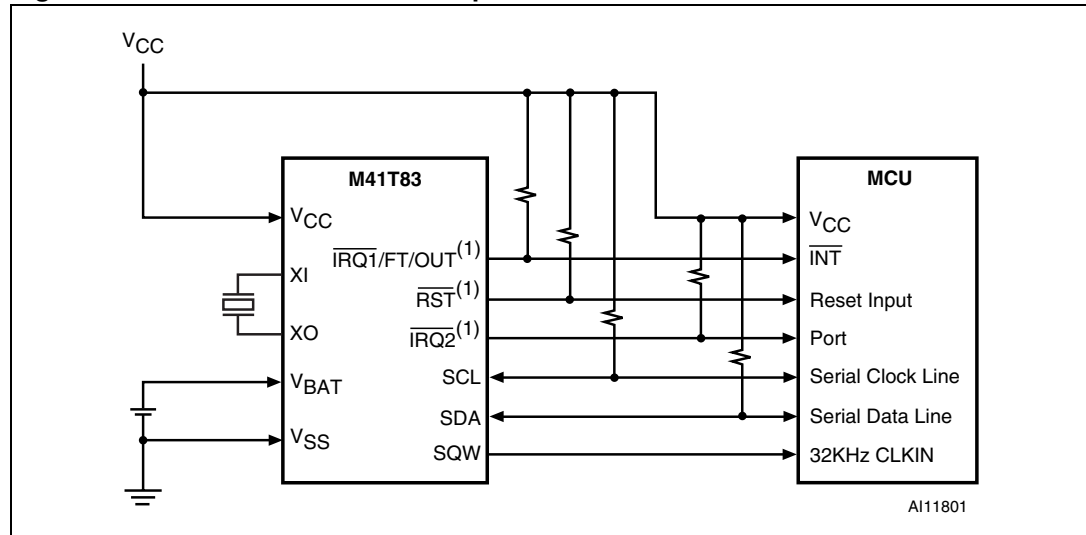 VCC
M41T83
VCC
XI
XO
VBAT
VSS
IRQ1/FT/OUT(1)
RST(1)
IRQ2(1)
SCL
SDA
SQW
MCU
VCC
INT
Reset Input
Port
Serial Clock Line
Serial Data Line
32KHz CLKIN
AI11801